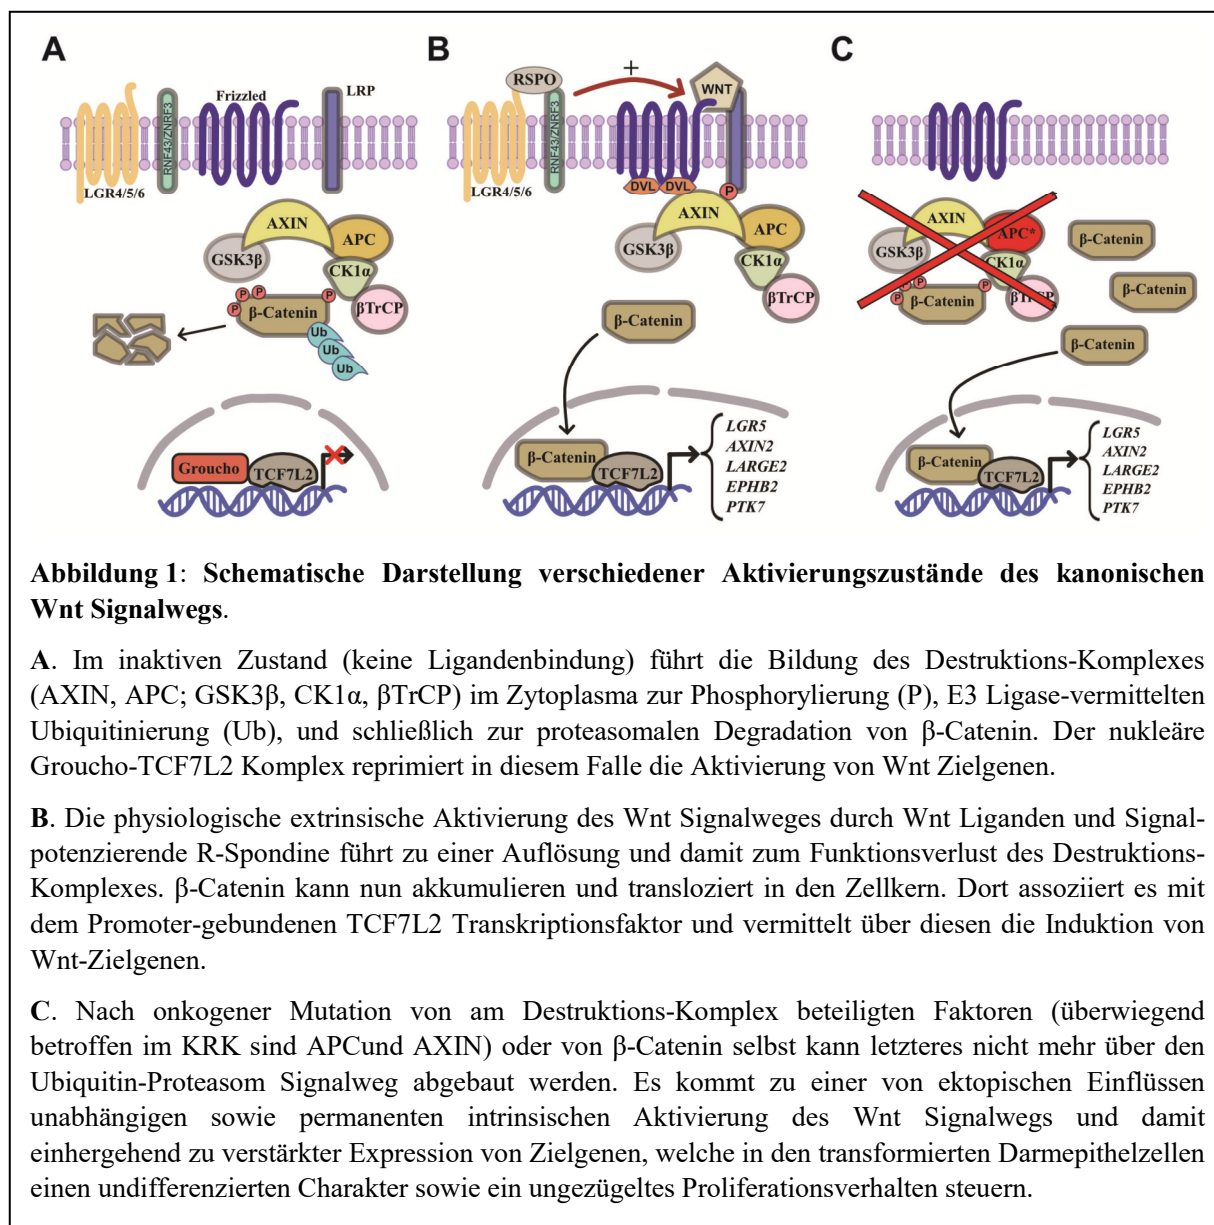 A
B
C
LGR4/5/6
RNF43/ZNRF3
Frizzled
LRP
AXIN
GSK3β
APC
CK1α
βTrCP
P
P
P
P
β-Catenin
Ub
Ub
Ub
Groucho
TCF7L2
RSPO
+
WNT
RNF43/ZNRF3
LGR4/5/6
DVL
DVL
P
AXIN
GSK3β
APC
CK1α
βTrCP
β-Catenin
β-Catenin
TCF7L2
LGR5
AXIN2
LARGE2
EPHB2
PTK7
AXIN
APC*
GSK3β
CK1α
βTrCP
P
P
P
P
β-Catenin
β-Catenin
β-Catenin
β-Catenin
β-Catenin
TCF7L2
LGR5
AXIN2
LARGE2
EPHB2
PTK7
Abbildung 1: Schematische Darstellung verschiedener Aktivierungszustände des kanonischen
Wnt Signalwegs.
A. Im inaktiven Zustand (keine Ligandenbindung) führt die Bildung des Destruktions-Komplexes
(AXIN, APC; GSK3β, CK1α, βTrCP) im Zytoplasma zur Phosphorylierung (P), E3 Ligase-vermittelten
Ubiquitinierung (Ub), und schließlich zur proteasomalen Degradation von β-Catenin. Der nukleäre
Groucho-TCF7L2 Komplex reprimiert in diesem Falle die Aktivierung von Wnt Zielgenen.
B. Die physiologische extrinsische Aktivierung des Wnt Signalweges durch Wnt Liganden und Signal-
potenzierende R-Spondine führt zu einer Auflösung und damit zum Funktionsverlust des Destruktions-
Komplexes. β-Catenin kann nun akkumulieren und transloziert in den Zellkern. Dort assoziiert es mit
dem Promoter-gebundenen TCF7L2 Transkriptionsfaktor und vermittelt über diesen die Induktion von
Wnt-Zielgenen.
C. Nach onkogener Mutation von am Destruktions-Komplex beteiligten Faktoren (überwiegend
betroffen im KRK sind APCund AXIN) oder von β-Catenin selbst kann letzteres nicht mehr über den
Ubiquitin-Proteasom Signalweg abgebaut werden. Es kommt zu einer von ektopischen Einflüssen
unabhängigen sowie permanenten intrinsischen Aktivierung des Wnt Signalwegs und damit
einhergehend zu verstärkter Expression von Zielgenen, welche in den transformierten Darmepithelzellen
einen undifferenzierten Charakter sowie ein ungezügeltes Proliferationsverhalten steuern.